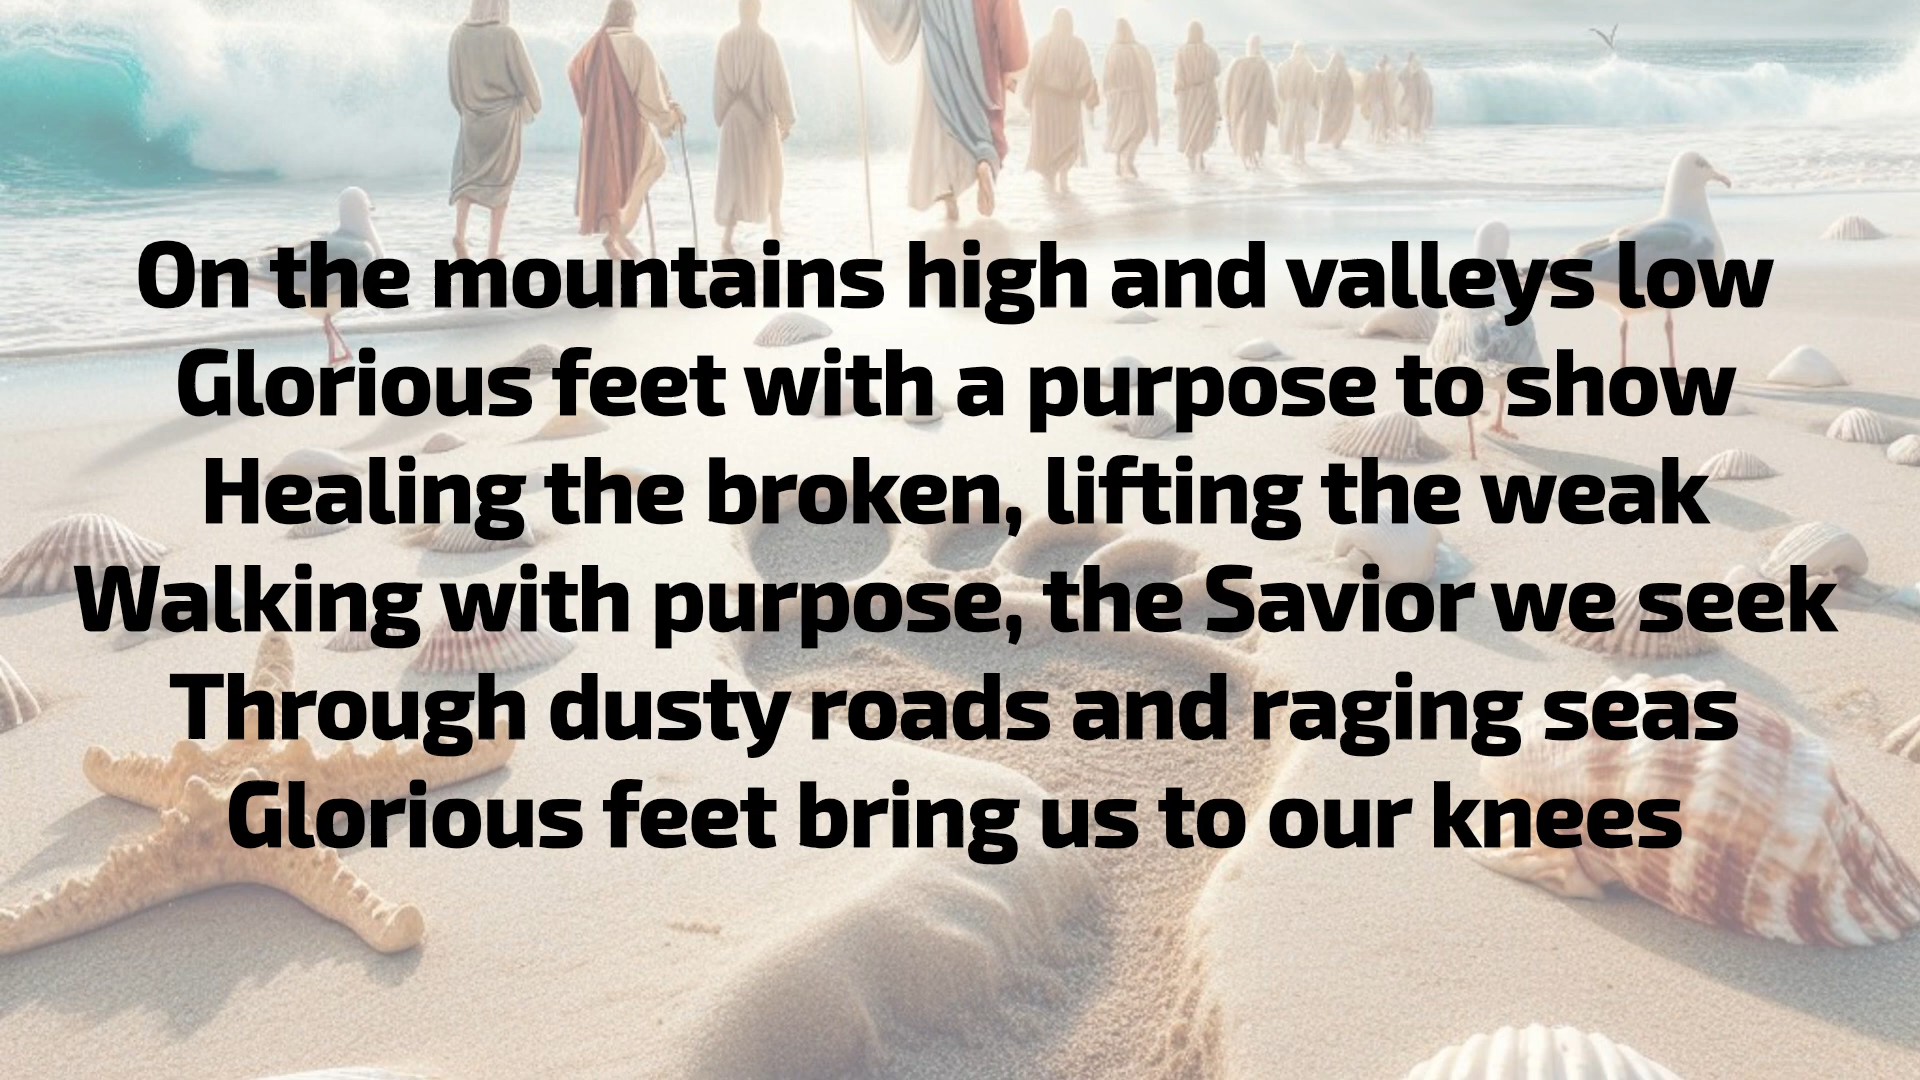 On the mountains high and valleys low
Glorious feet with a purpose to show
Healing the broken, lifting the weak
Walking with purpose, the Savior we seek
Through dusty roads and raging seas
Glorious feet bring us to our knees